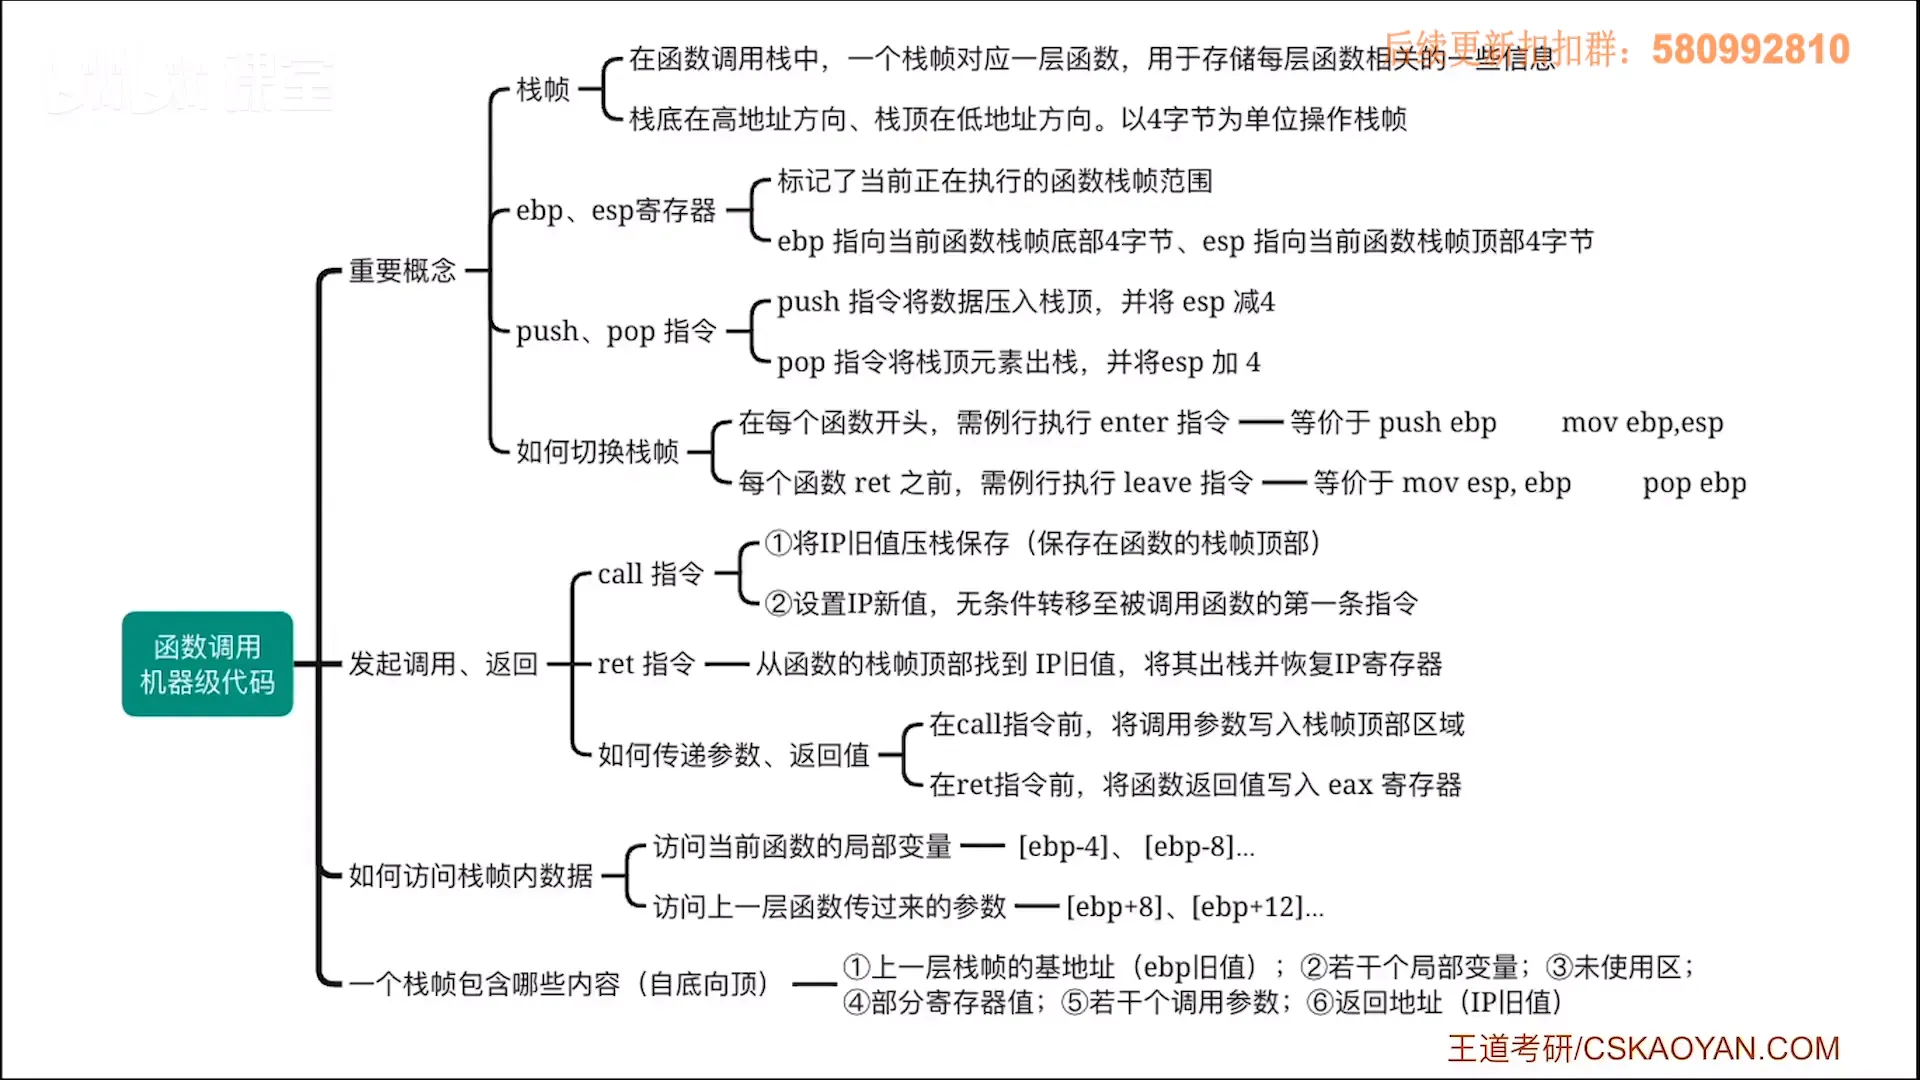 后续更新扣扣群：580992810
课堂
在函数调用栈中，一个栈帧对应一层函数，用于存储每层函数相关的一些信息
栈帧
栈底在高地址方向、栈顶在低地址方向。以4字节为单位操作栈帧
标记了当前正在执行的函数栈帧范围
ebp、esp寄存器
ebp 指向当前函数栈帧底部4字节、esp 指向当前函数栈帧顶部4字节
重要概念
push 指令将数据压入栈顶，并将 esp 减4
push、pop 指令
pop 指令将栈顶元素出栈，并将esp 加 4
在每个函数开头，需例行执行 enter 指令 等价于 push ebp mov ebp,esp
如何切换栈帧
每个函数 ret 之前，需例行执行 leave 指令 等价于 mov esp, ebp pop ebp
①将IP旧值压栈保存（保存在函数的栈帧顶部）
call 指令
②设置IP新值，无条件转移至被调用函数的第一条指令
函数调用
机器级代码
发起调用、返回
ret 指令 从函数的栈帧顶部找到 IP旧值，将其出栈并恢复IP寄存器
在call指令前，将调用参数写入栈帧顶部区域
如何传递参数、返回值
在ret指令前，将函数返回值写入 eax 寄存器
访问当前函数的局部变量 [ebp-4]、 [ebp-8]...
如何访问栈帧内数据
访问上一层函数传过来的参数 [ebp+8]、[ebp+12]...
一个栈帧包含哪些内容（自底向顶）
①上一层栈帧的基地址（ebp旧值）；②若干个局部变量；③未使用区；
④部分寄存器值；⑤若干个调用参数；⑥返回地址（IP旧值）
王道考研/CSKAOYAN.COM